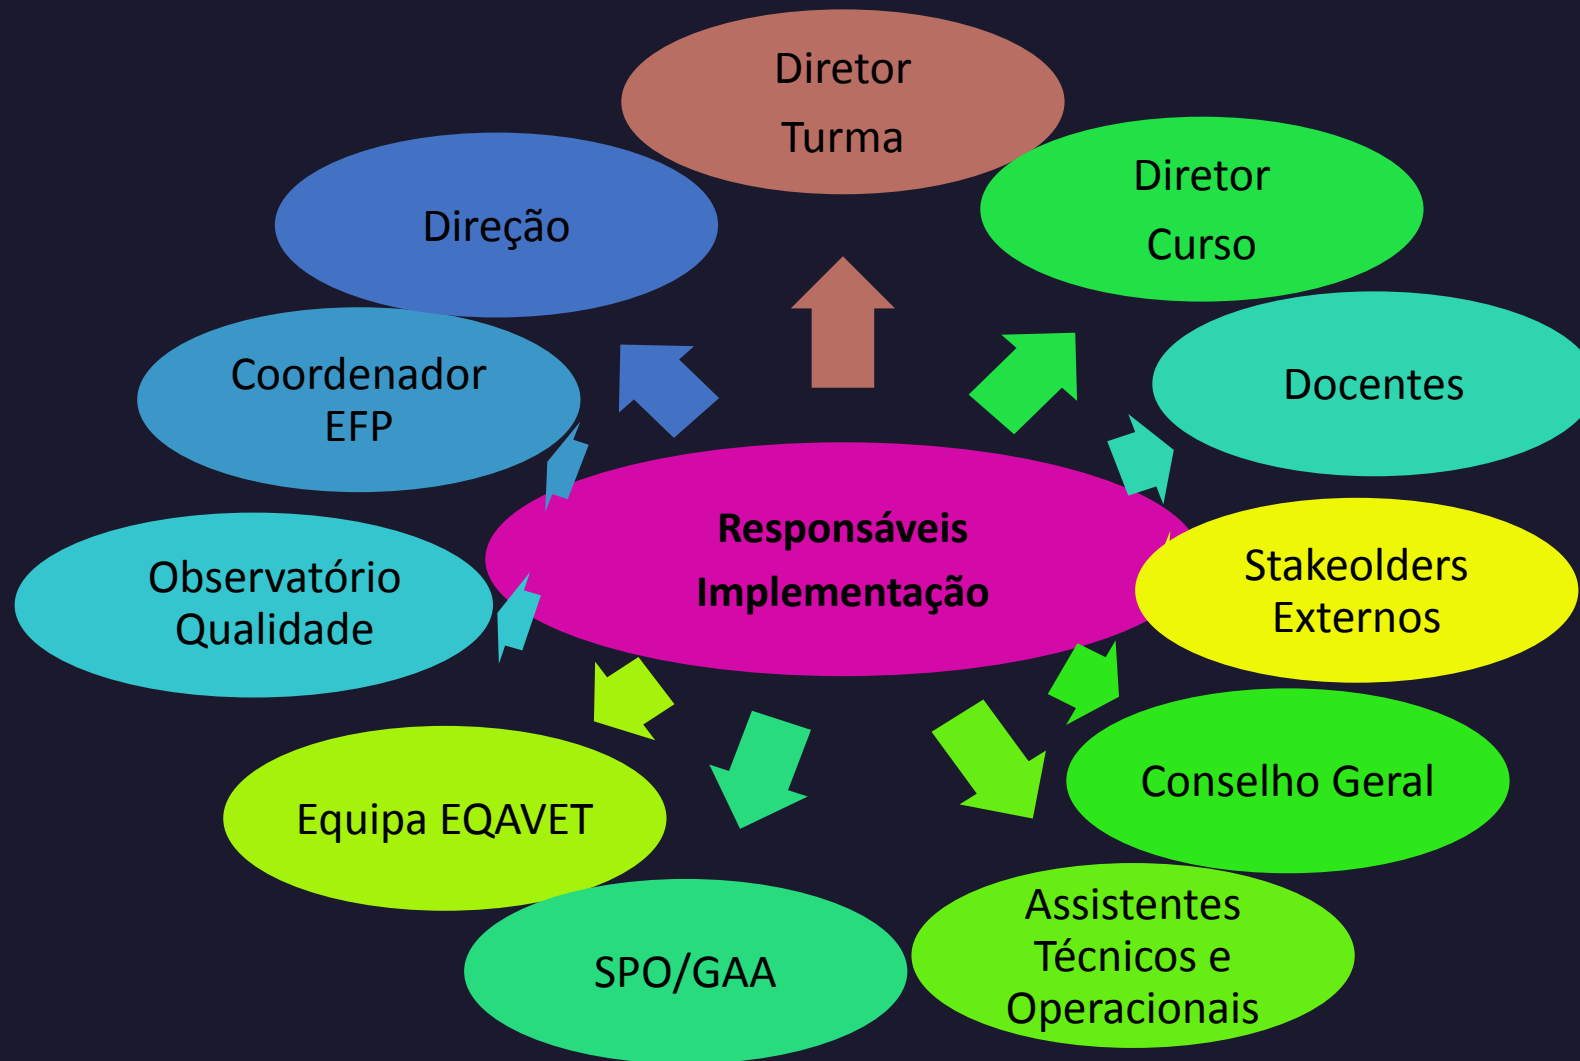 Diretor
Turma
Diretor
Curso
Direção
Docentes
Coordenador
EFP
Responsáveis
Implementação
Stakeolders
Externos
Observatório
Qualidade
Conselho Geral
Equipa EQAVET
Assistentes
Técnicos e
Operacionais
SPO/GAA